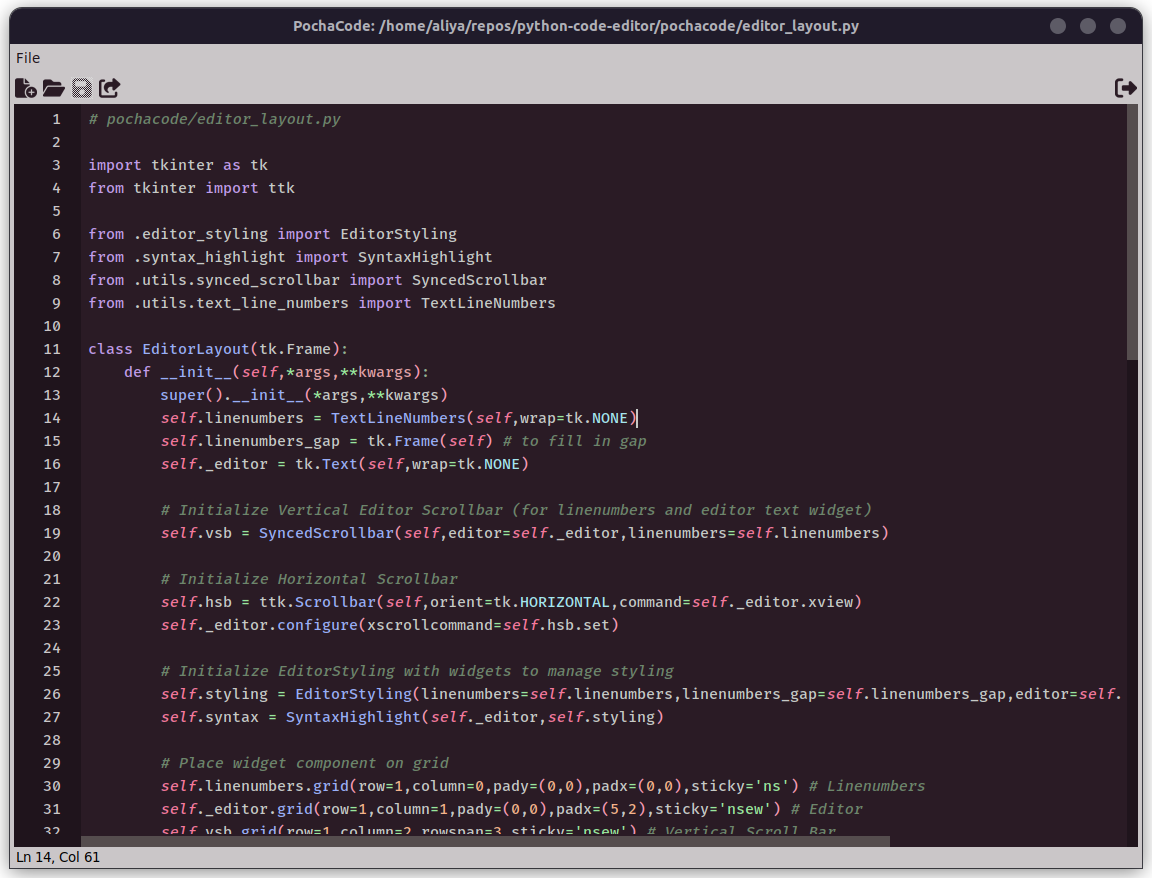 PochaCode: /home/aliya/repos/python-code-editor/pochacode/editor_layout.py
File
1 # pochacode/editor_layout.py
2
3 import tkinter as tk
4 from tkinter import ttk
5
6 from .editor_styling import EditorStyling
7 from .syntax_highlight import SyntaxHighlight
8 from .utils.synced_scrollbar import SyncedScrollbar
9 from .utils.text_line_numbers import TextLineNumbers
10
11 class EditorLayout(tk.Frame):
12     def __init__(self,*args,**kwargs):
13         super().__init__(*args,**kwargs)
14         self.linenumbers = TextLineNumbers(self,wrap=tk.NONE)
15         self.linenumbers_gap = tk.Frame(self) # to fill in gap
16         self._editor = tk.Text(self,wrap=tk.NONE)
17
18         # Initialize Vertical Editor Scrollbar (for linenumbers and editor text widget)
19         self.vsb = SyncedScrollbar(self,editor=self._editor,linenumbers=self.linenumbers)
20
21         # Initialize Horizontal Scrollbar
22         self.hsb = ttk.Scrollbar(self,orient=tk.HORIZONTAL,command=self._editor.xview)
23         self._editor.configure(xscrollcommand=self.hsb.set)
24
25         # Initialize EditorStyling with widgets to manage styling
26         self.styling = EditorStyling(linenumbers=self.linenumbers,linenumbers_gap=self.linenumbers_gap,editor=self.
27         self.syntax = SyntaxHighlight(self._editor,self.styling)
28
29         # Place widget component on grid
30         self.linenumbers.grid(row=1,column=0,pady=(0,0),padx=(0,0),sticky='ns') # Linenumbers
31         self._editor.grid(row=1,column=1,pady=(0,0),padx=(5,2),sticky='nsew') # Editor
32         self.vsb.grid(row=1,column=2,rowspan=3,sticky='nsew') # Vertical Scroll Bar
Ln 14, Col 61